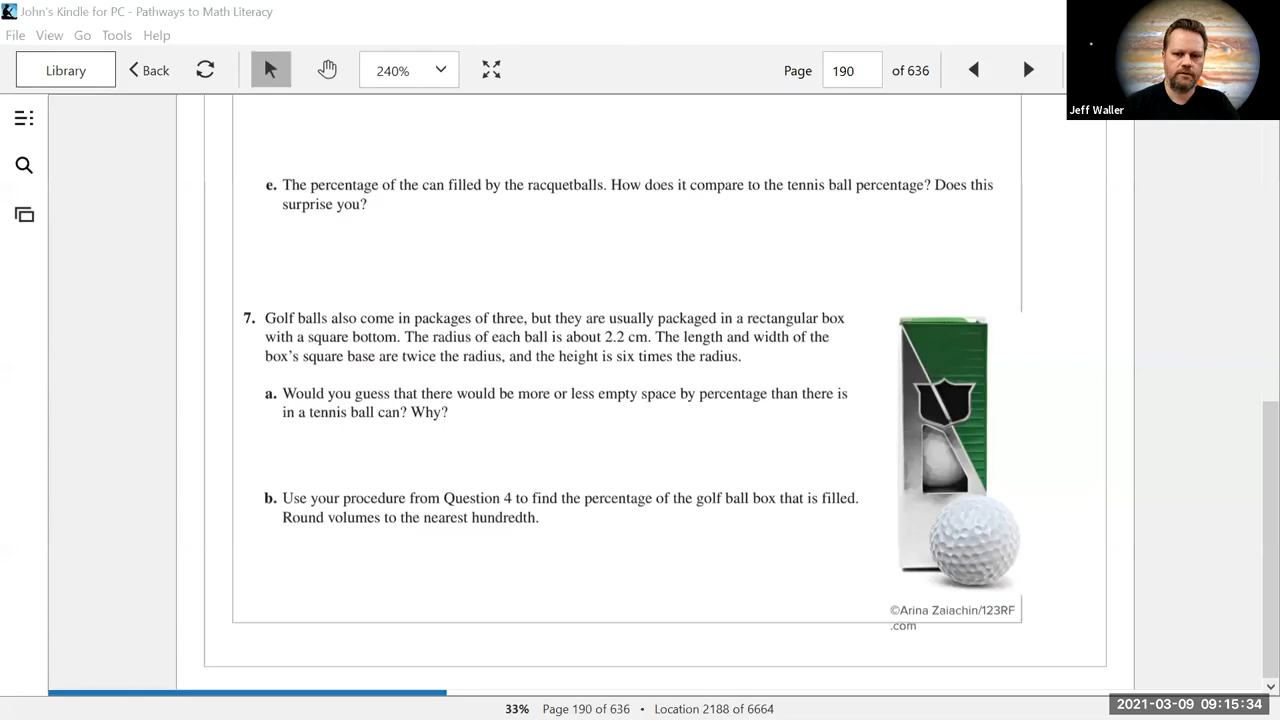 John's Kindle for PC - Pathways to Math Literacy
File View Go Tools Help
Library Back 240% Page 190 of 636
Jeff Waller
e. The percentage of the can filled by the racquetballs. How does it compare to the tennis ball percentage? Does this
surprise you?
7. Golf balls also come in packages of three, but they are usually packaged in a rectangular box
with a square bottom. The radius of each ball is about 2.2 cm. The length and width of the
box's square base are twice the radius, and the height is six times the radius.
a. Would you guess that there would be more or less empty space by percentage than there is
in a tennis ball can? Why?
b. Use your procedure from Question 4 to find the percentage of the golf ball box that is filled.
Round volumes to the nearest hundredth.
©Arina Zaiachin/123RF
.com
33% Page 190 of 636 • Location 2188 of 6664
2021-03-09 09:15:34